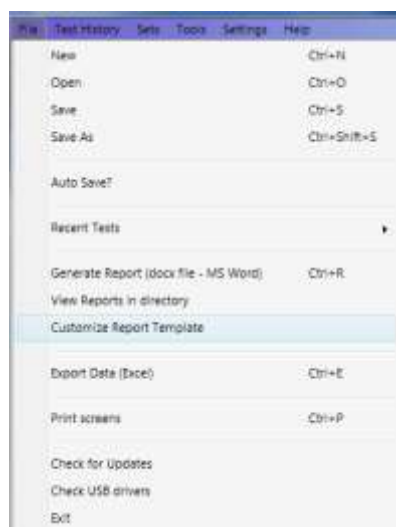 File Test History Sets Tools Settings Help
New Ctrl+N
Open Ctrl+O
Save Ctrl+S
Save As Ctrl+Shift+S
Auto Save?
Recent Tests
Generate Report (docx file - MS Word) Ctrl+R
View Reports in directory
Customize Report Template
Export Data (Excel) Ctrl+E
Print screens Ctrl+P
Check for Updates
Check USB drivers
Exit